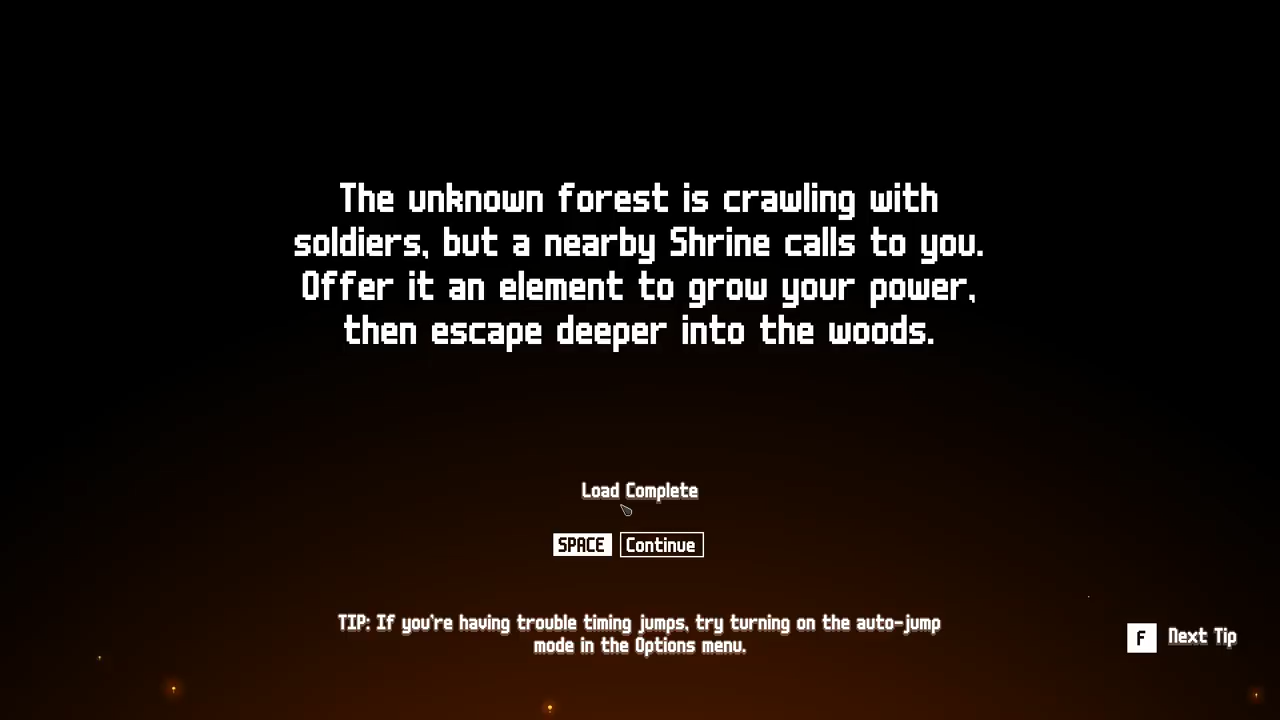 The unknown forest is crawling with
soldiers, but a nearby Shrine calls to you.
Offer it an element to grow your power,
then escape deeper into the woods.
Load Complete
SPACE Continue
TIP: If you're having trouble timing jumps, try turning on the auto-jump
mode in the Options menu.
F Next Tip